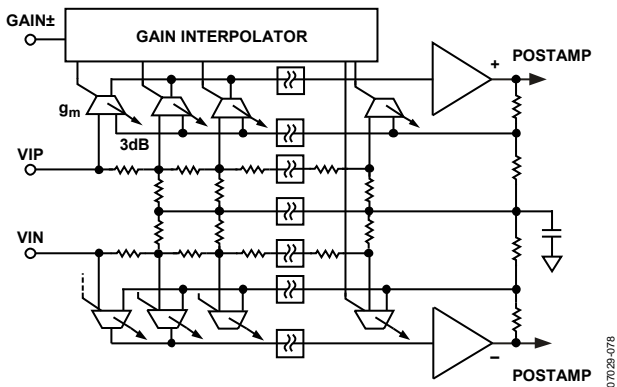 GAIN±
GAIN INTERPOLATOR
+
POSTAMP
gm
3dB
VIP
VIN
–
POSTAMP
07029-078